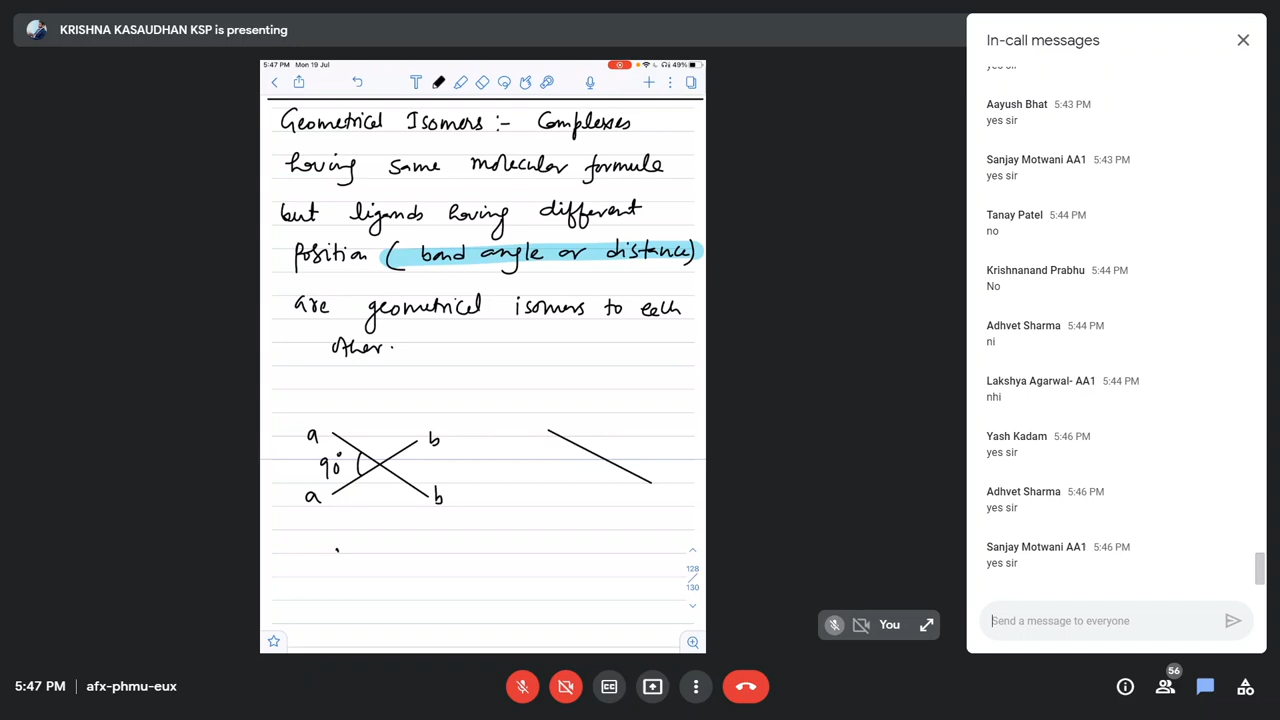 KRISHNA KASAUDHAN KSP is presenting
5:47 PM Mon 19 Jul
49%
T
Geometrical Isomers :- Complexes
having same molecular formula
but ligands having different
position ( bond angle or distance)
are geometrical isomers to each
other.
a b
90°
a b
128
130
You
In-call messages
yes sir
Aayush Bhat 5:43 PM
yes sir
Sanjay Motwani AA1 5:43 PM
yes sir
Tanay Patel 5:44 PM
no
Krishnanand Prabhu 5:44 PM
No
Adhvet Sharma 5:44 PM
ni
Lakshya Agarwal- AA1 5:44 PM
nhi
Yash Kadam 5:46 PM
yes sir
Adhvet Sharma 5:46 PM
yes sir
Sanjay Motwani AA1 5:46 PM
yes sir
Send a message to everyone
5:47 PM | afx-phmu-eux
CC
56